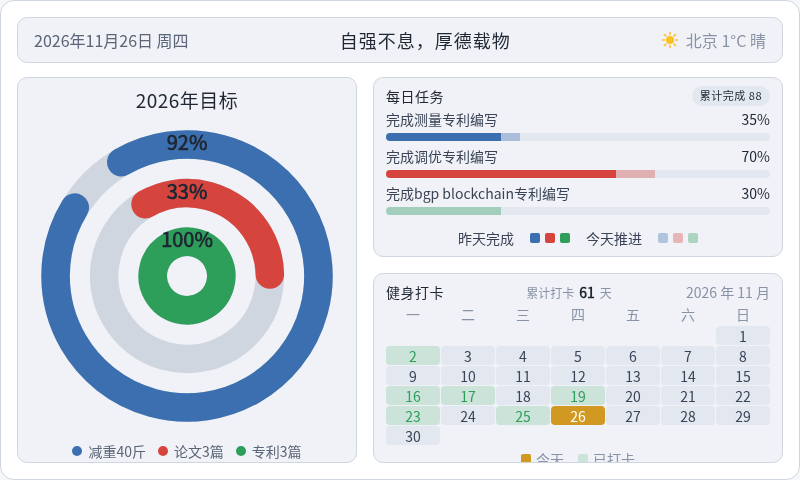 2026年11月26日 周四
自强不息，厚德载物
北京 1°C 晴
2026年目标
92%
33%
100%
减重40斤 论文3篇 专利3篇
每日任务
累计完成 88
完成测量专利编写 35%
完成调优专利编写 70%
完成bgp blockchain专利编写 30%
昨天完成 今天推进
健身打卡 累计打卡 61 天 2026 年 11 月
一 二 三 四 五 六 日
1
2 3 4 5 6 7 8
9 10 11 12 13 14 15
16 17 18 19 20 21 22
23 24 25 26 27 28 29
30
今天 已打卡